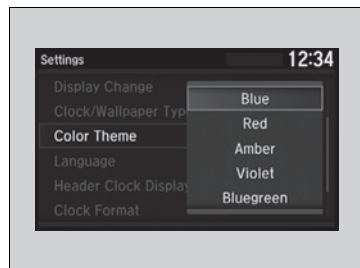 Settings
12:34
Display Change
Clock/Wallpaper Typ
Color Theme
Language
Header Clock Display
Clock Format
Blue
Red
Amber
Violet
Bluegreen